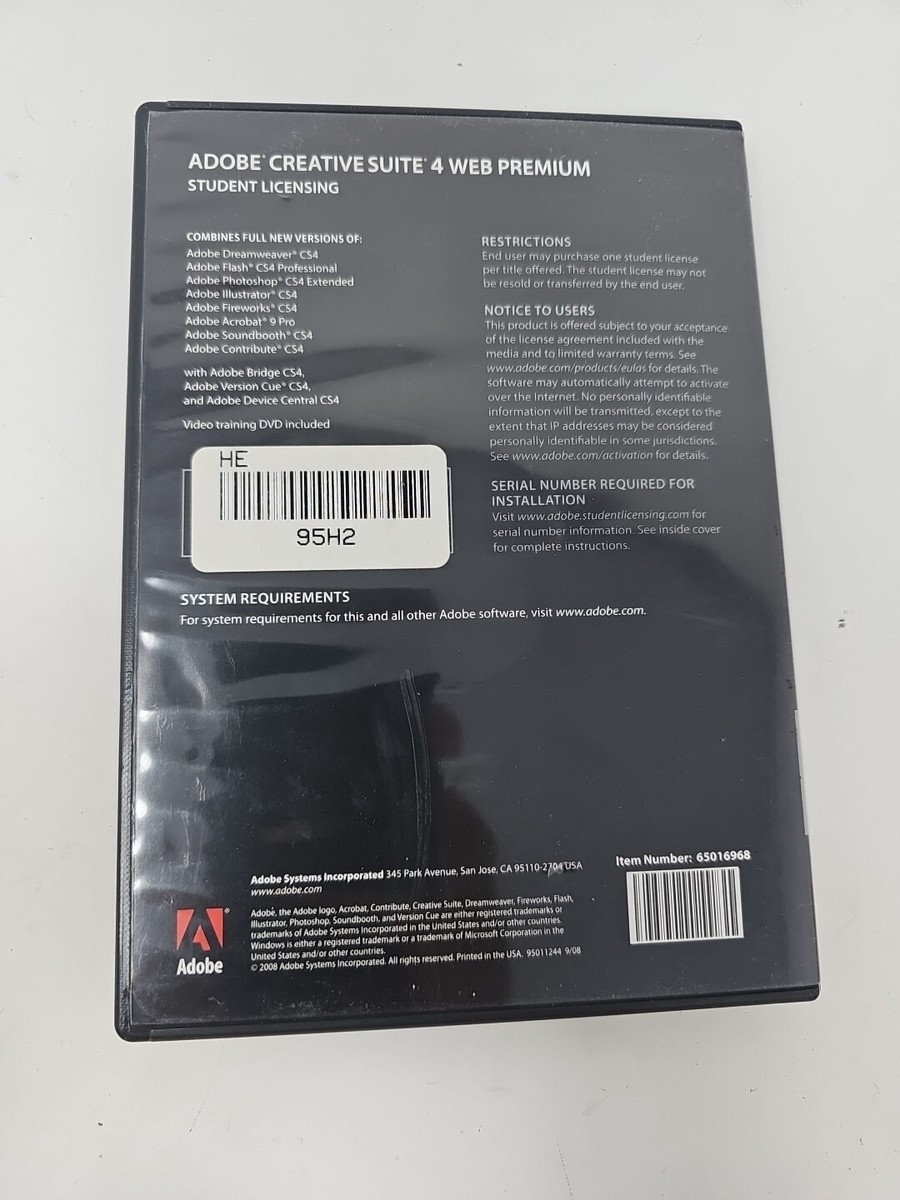 ADOBE® CREATIVE SUITE® 4 WEB PREMIUM
STUDENT LICENSING
COMBINES FULL NEW VERSIONS OF:
Adobe Dreamweaver® CS4
Adobe Flash® CS4 Professional
Adobe Photoshop® CS4 Extended
Adobe Illustrator® CS4
Adobe Fireworks® CS4
Adobe Acrobat® 9 Pro
Adobe Soundbooth® CS4
Adobe Contribute® CS4
with Adobe Bridge CS4,
Adobe Version Cue® CS4,
and Adobe Device Central CS4
Video training DVD included
HE
95H2
RESTRICTIONS
End user may purchase one student license
per title offered. The student license may not
be resold or transferred by the end user.
NOTICE TO USERS
This product is offered subject to your acceptance
of the license agreement included with the
media and to limited warranty terms. See
www.adobe.com/products/eulas for details. The
software may automatically attempt to activate
over the Internet. No personally identifiable
information will be transmitted, except to the
extent that IP addresses may be considered
personally identifiable in some jurisdictions.
See www.adobe.com/activation for details.
SERIAL NUMBER REQUIRED FOR
INSTALLATION
Visit www.adobe.studentlicensing.com for
serial number information. See inside cover
for complete instructions.
SYSTEM REQUIREMENTS
For system requirements for this and all other Adobe software, visit www.adobe.com.
Adobe Systems Incorporated 345 Park Avenue, San Jose, CA 95110-2704 USA
www.adobe.com
Adobe, the Adobe logo, Acrobat, Contribute, Creative Suite, Dreamweaver, Fireworks, Flash,
Illustrator, Photoshop, Soundbooth, and Version Cue are either registered trademarks or
trademarks of Adobe Systems Incorporated in the United States and/or other countries.
Windows is either a registered trademark or a trademark of Microsoft Corporation in the
United States and/or other countries.
© 2008 Adobe Systems Incorporated. All rights reserved. Printed in the USA. 95011244 9/08
Adobe
Item Number: 65016968